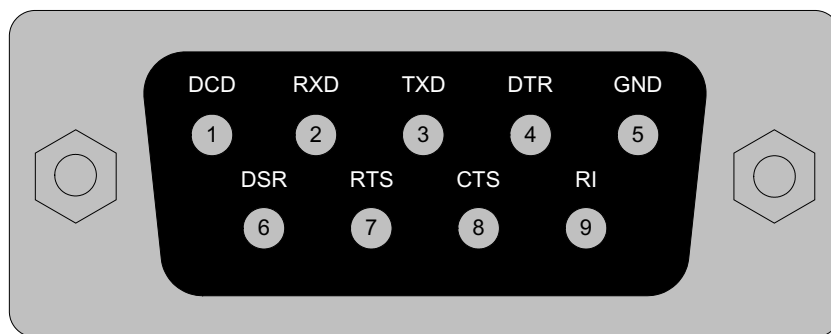 DCD RXD TXD DTR GND
1 2 3 4 5
DSR RTS CTS RI
6 7 8 9